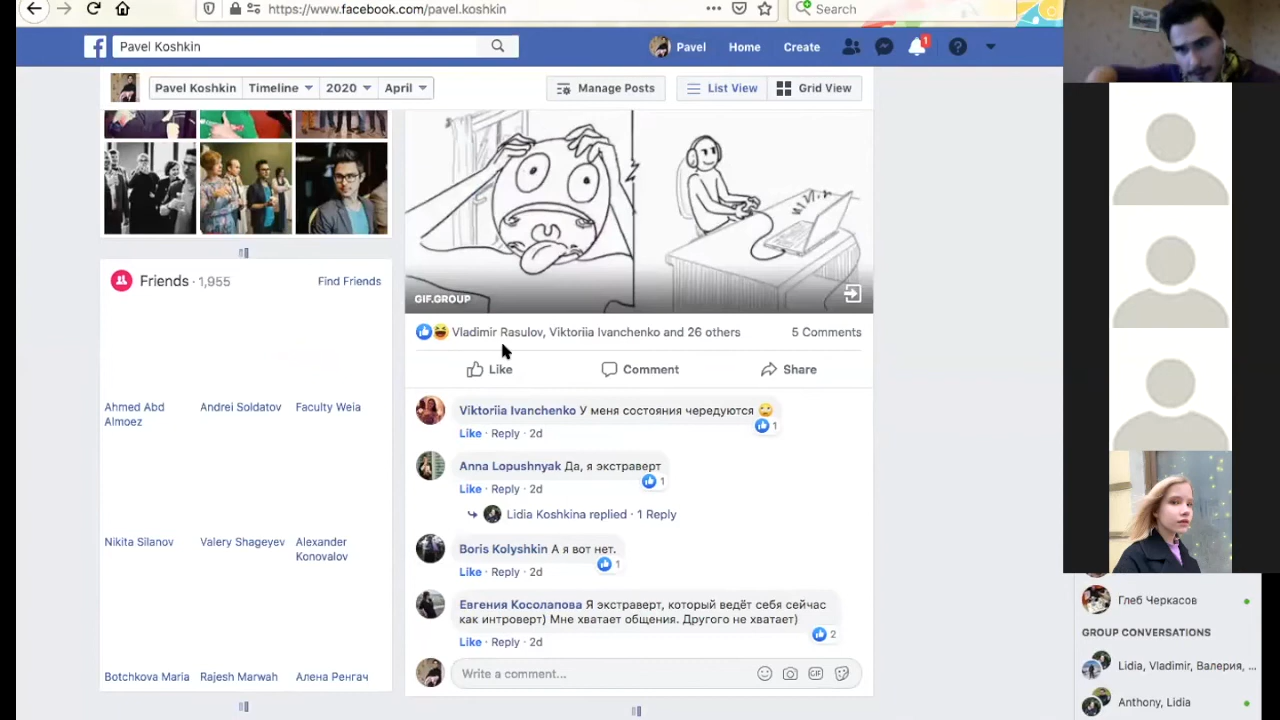 https://www.facebook.com/pavel.koshkin
Search
Pavel Koshkin
Pavel
Home
Create
1
Pavel Koshkin
Timeline
2020
April
Manage Posts
List View
Grid View
GIF.GROUP
Friends · 1,955
Find Friends
Vladimir Rasulov, Viktoriia Ivanchenko and 26 others
5 Comments
Like
Comment
Share
Ahmed Abd
Almoez
Andrei Soldatov
Faculty Weia
Viktoriia Ivanchenko У меня состояния чередуются
1
Like · Reply · 2d
Anna Lopushnyak Да, я экстраверт
1
Like · Reply · 2d
Lidia Koshkina replied · 1 Reply
Nikita Silanov
Valery Shageyev
Alexander
Konovalov
Boris Kolyshkin А я вот нет.
1
Like · Reply · 2d
Евгения Косолапова Я экстраверт, который ведёт себя сейчас
как интроверт) Мне хватает общения. Другого не хватает)
2
Like · Reply · 2d
Write a comment...
GIF
Botchkova Maria
Rajesh Marwah
Алена Ренгач
Глеб Черкасов
GROUP CONVERSATIONS
Lidia, Vladimir, Валерия, ...
Anthony, Lidia